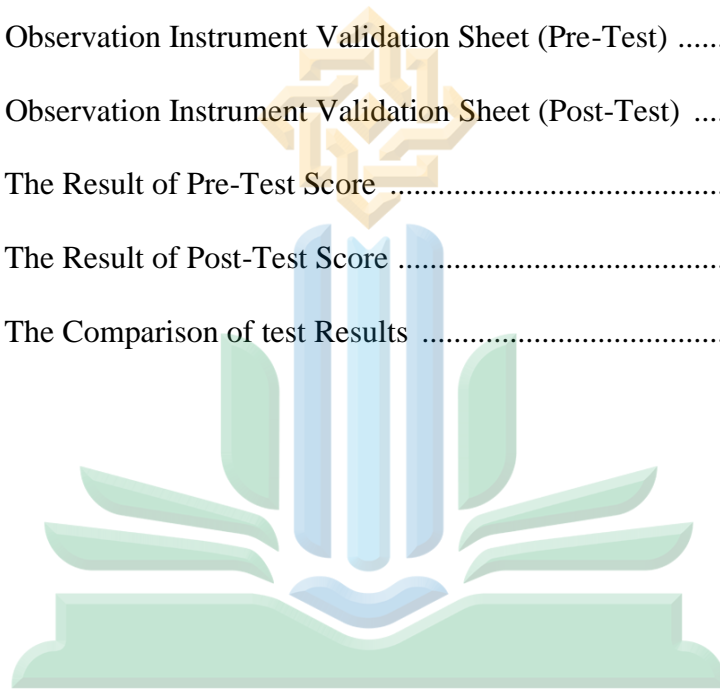 Observation Instrument Validation Sheet (Pre-Test) ......
Observation Instrument Validation Sheet (Post-Test) ....
The Result of Pre-Test Score .......................................
The Result of Post-Test Score ......................................
The Comparison of test Results ...................................